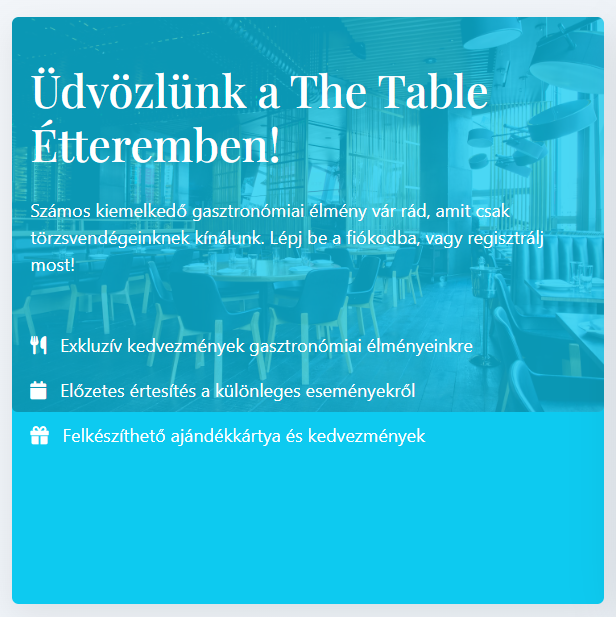 Üdvözlünk a The Table
Étteremben!
Számos kiemelkedő gasztronómiai élmény vár rád, amit csak
törzsvendégeinknek kínálunk. Lépj be a fiókodba, vagy regisztrálj
most!
Exkluzív kedvezmények gasztronómiai élményeinkre
Előzetes értesítés a különleges eseményekről
Felkészíthető ajándékkártya és kedvezmények